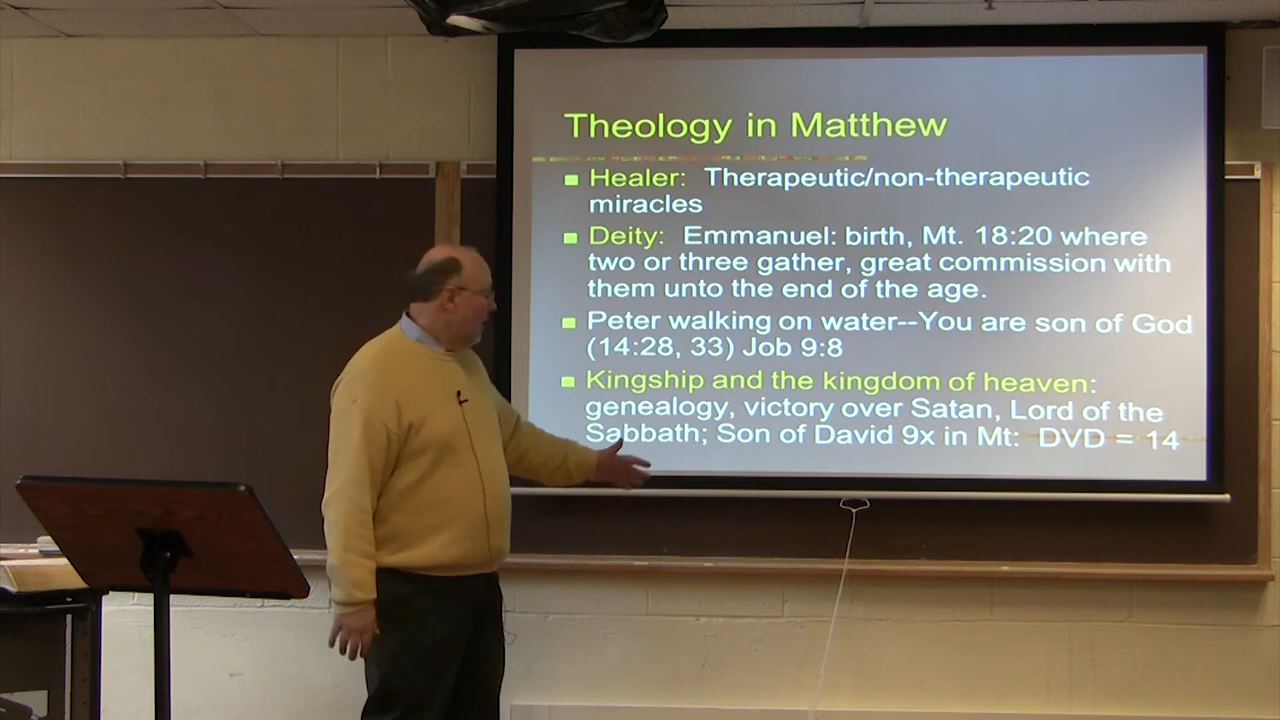 Theology in Matthew
Healer: Therapeutic/non-therapeutic
miracles
Deity: Emmanuel: birth, Mt. 18:20 where
two or three gather, great commission with
them unto the end of the age.
Peter walking on water--You are son of God
(14:28, 33) Job 9:8
Kingship and the kingdom of heaven:
genealogy, victory over Satan, Lord of the
Sabbath; Son of David 9x in Mt: DVD = 14